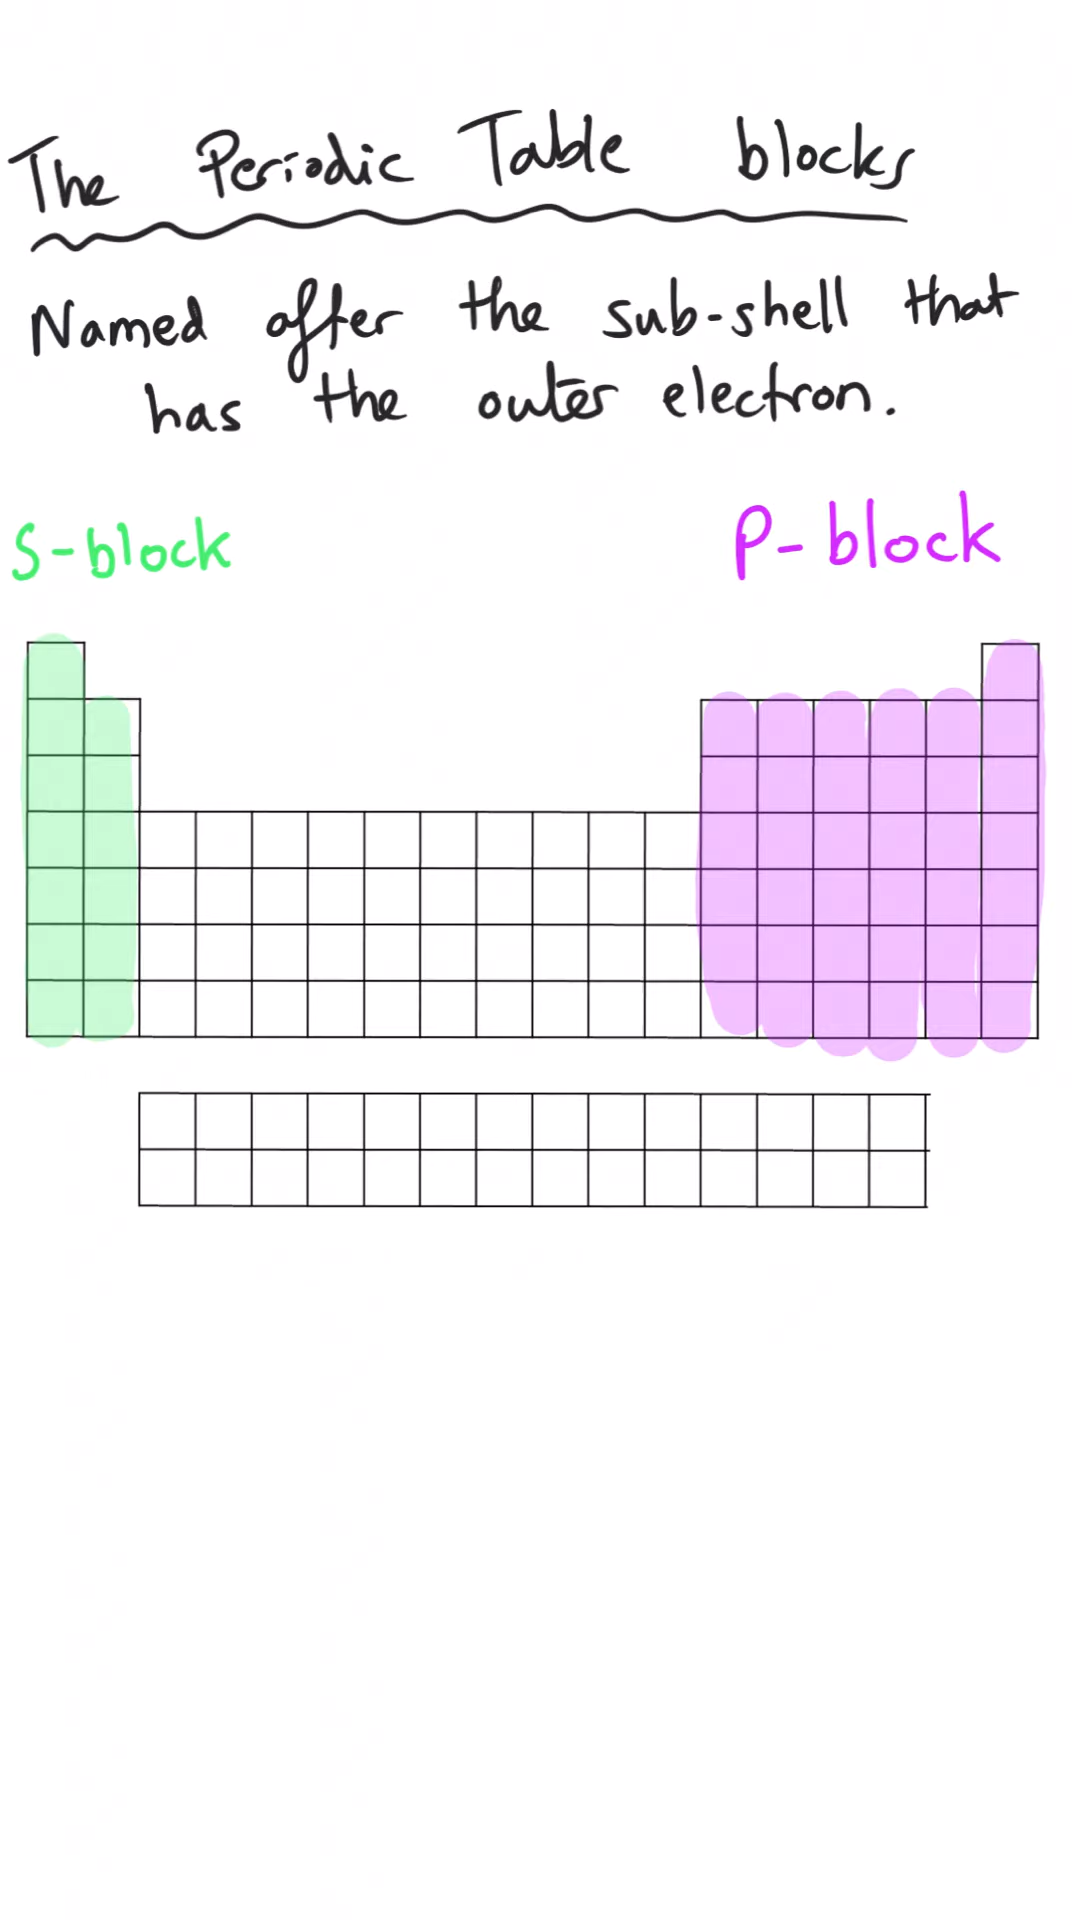 The Periodic Table blocks
Named after the sub-shell that
has the outer electron.
S-block
P-block